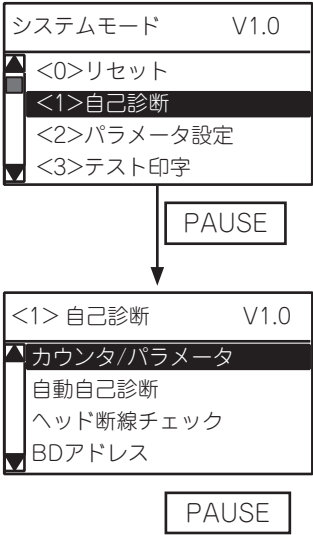 システムモード V1.0
<0>リセット
<1>自己診断
<2>パラメータ設定
<3>テスト印字
PAUSE
<1> 自己診断 V1.0
カウンタ/パラメータ
自動自己診断
ヘッド断線チェック
BDアドレス
PAUSE